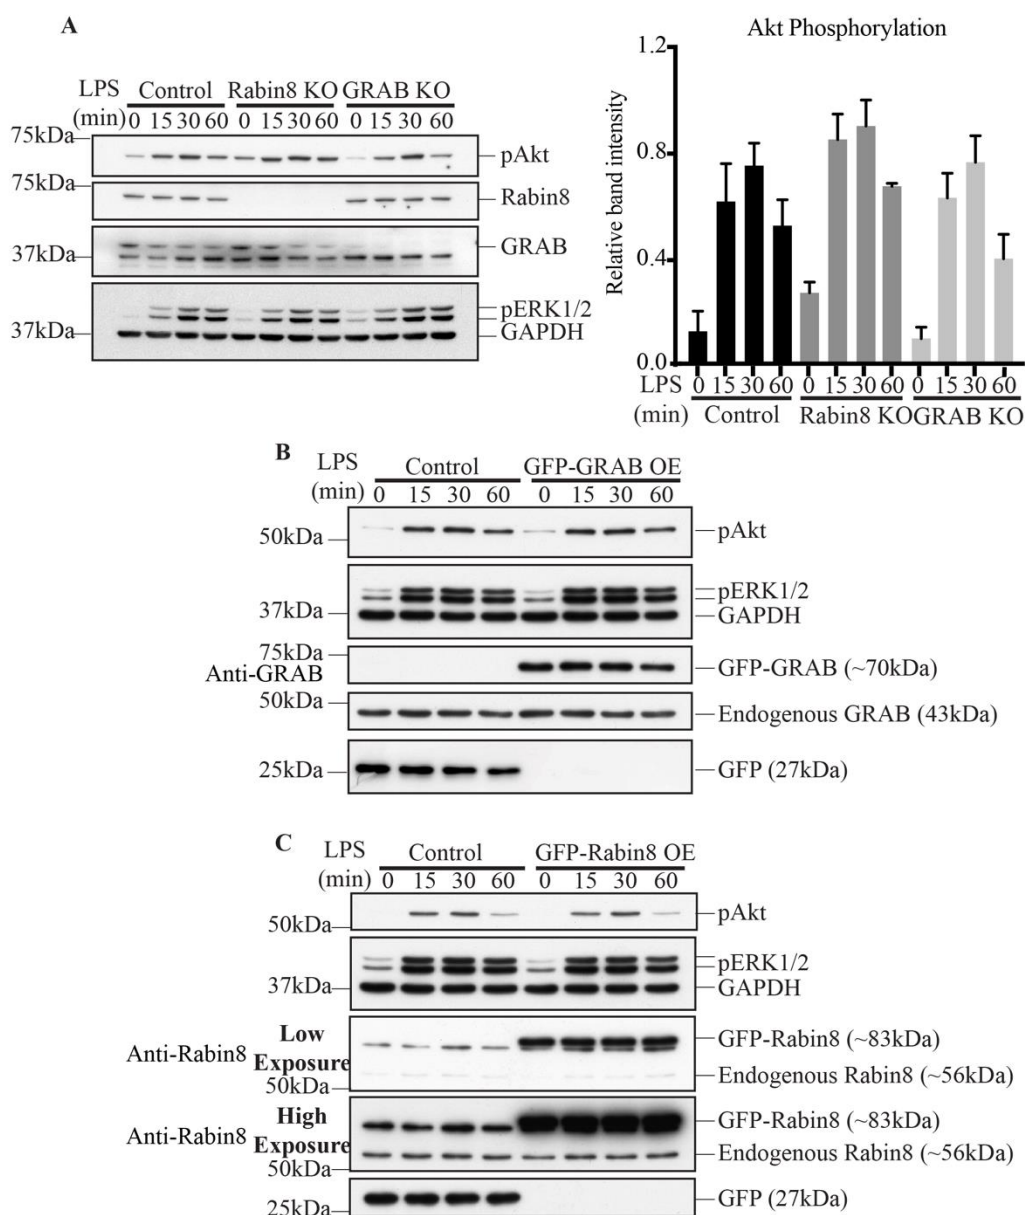 A
LPS Control Rabin8 KO GRAB KO
(min) 0 15 30 60 0 15 30 60 0 15 30 60
75kDa
pAkt
75kDa
Rabin8
GRAB
37kDa
pERK1/2
37kDa GAPDH
Akt Phosphorylation
Relative band intensity
1.2
0.8
0.4
0.0
LPS 0 15 30 60 0 15 30 60 0 15 30 60
(min) Control Rabin8 KO GRAB KO
B
LPS Control GFP-GRAB OE
(min) 0 15 30 60 0 15 30 60
50kDa pAkt
pERK1/2
37kDa GAPDH
75kDa
Anti-GRAB GFP-GRAB (~70kDa)
50kDa
Endogenous GRAB (43kDa)
25kDa GFP (27kDa)
C
LPS Control GFP-Rabin8 OE
(min) 0 15 30 60 0 15 30 60
50kDa pAkt
pERK1/2
37kDa GAPDH
Low GFP-Rabin8 (~83kDa)
Anti-Rabin8 Exposure
50kDa Endogenous Rabin8 (~56kDa)
High GFP-Rabin8 (~83kDa)
Anti-Rabin8 Exposure Endogenous Rabin8 (~56kDa)
50kDa
25kDa GFP (27kDa)